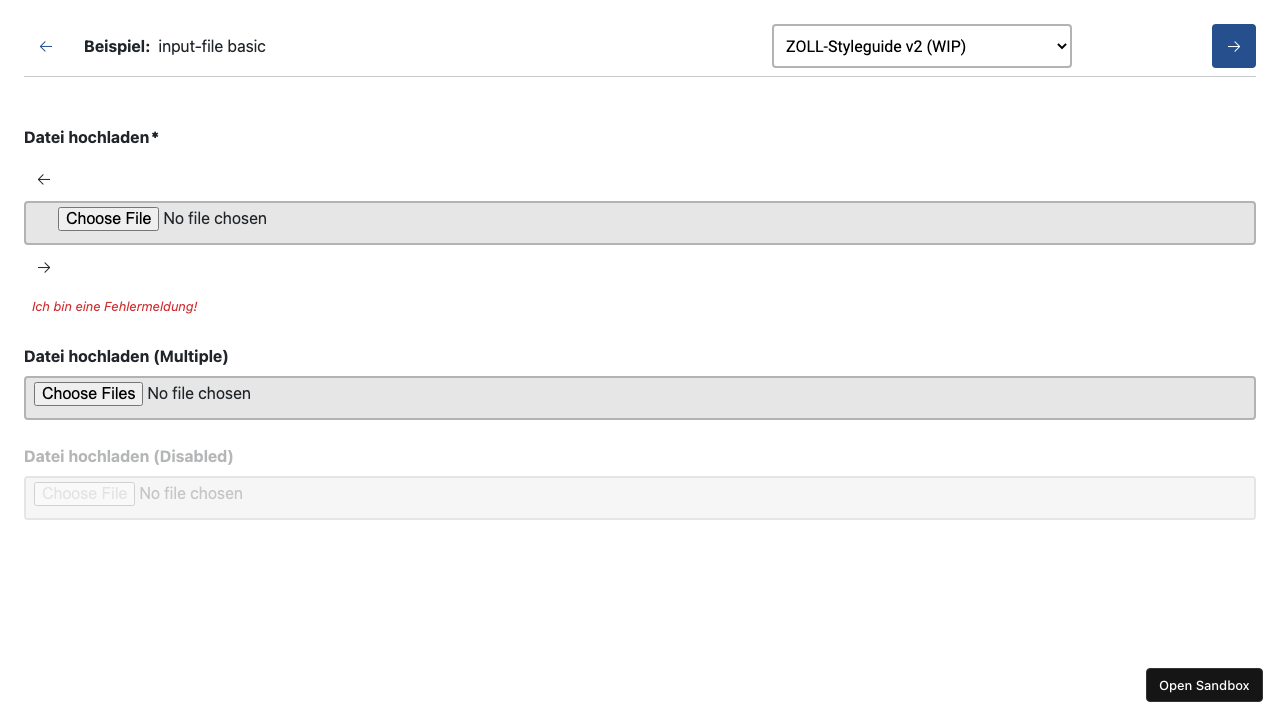 Beispiel: input-file basic
ZOLL-Styleguide v2 (WIP)
Datei hochladen*
Choose File No file chosen
Ich bin eine Fehlermeldung!
Datei hochladen (Multiple)
Choose Files No file chosen
Datei hochladen (Disabled)
Choose File No file chosen
Open Sandbox